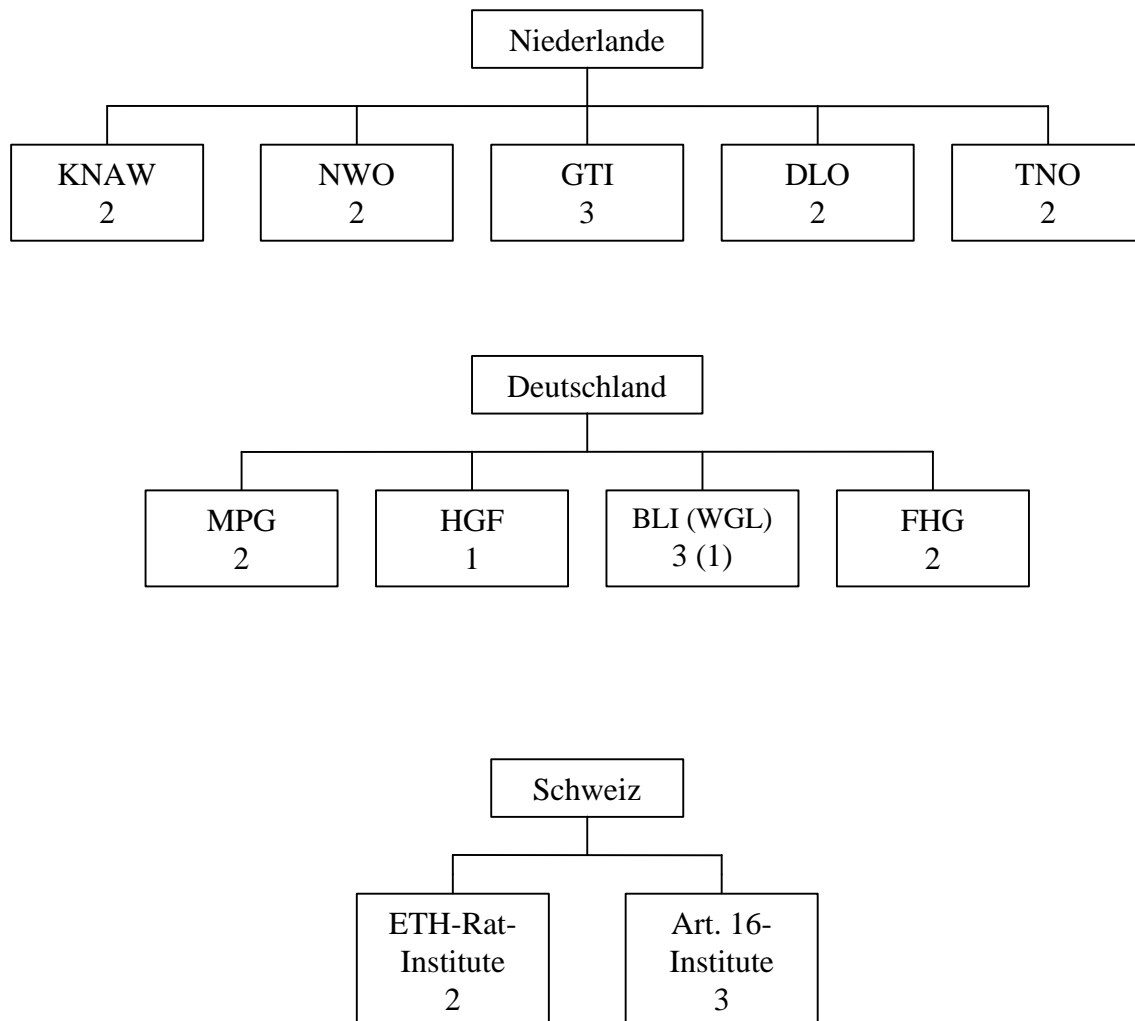 Niederlande
KNAW
2
NWO
2
GTI
3
DLO
2
TNO
2
Deutschland
MPG
2
HGF
1
BLI (WGL)
3 (1)
FHG
2
Schweiz
ETH-Rat-
Institute
2
Art. 16-
Institute
3